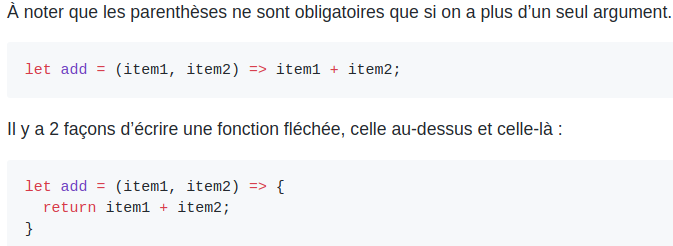 À noter que les parenthèses ne sont obligatoires que si on a plus d’un seul argument.
let add = (item1, item2) => item1 + item2;
Il y a 2 façons d’écrire une fonction fléchée, celle au-dessus et celle-là :
let add = (item1, item2) => {
  return item1 + item2;
}